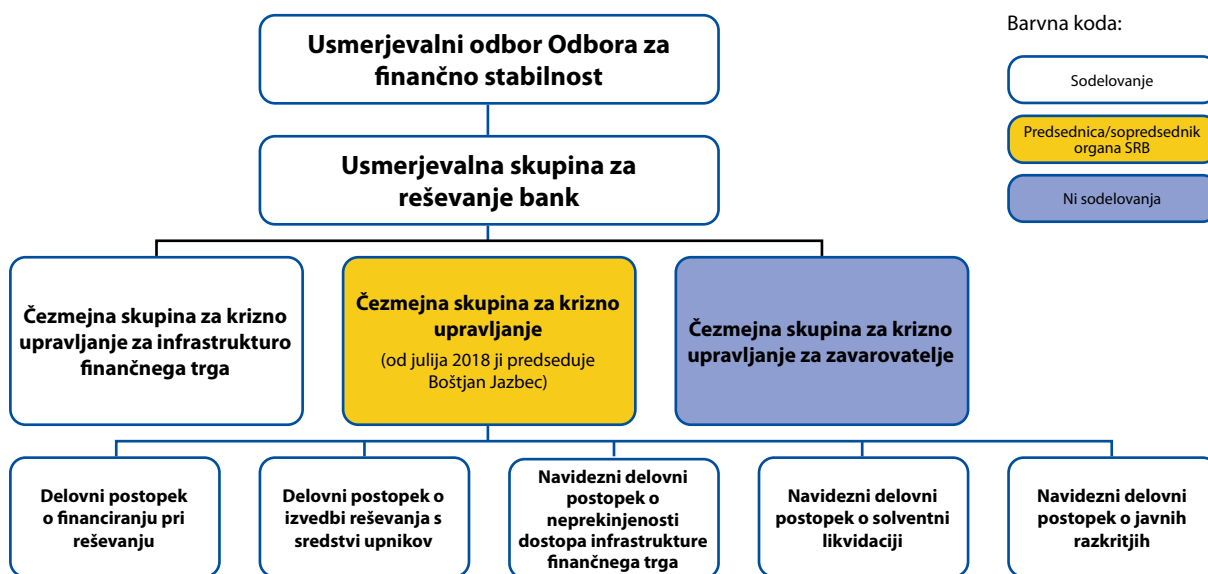 Usmerjevalni odbor Odbora za
finančno stabilnost
Usmerjevalna skupina za
reševanje bank
Barvna koda:
Sodelovanje
Predsednica/sopredsednik
organa SRB
Ni sodelovanja
Čezmejna skupina za krizno
upravljanje za infrastrukturo
finančnega trga
Čezmejna skupina za krizno
upravljanje
(od julija 2018 ji predseduje
Boštjan Jazbec)
Čezmejna skupina za krizno
upravljanje za zavarovatelje
Delovni postopek
o financiranju pri
reševanju
Delovni postopek o
izvedbi reševanja s
sredstvi upnikov
Navidezni delovni
postopek o
neprekinjenosti
dostopa infrastrukture
finančnega trga
Navidezni delovni
postopek o solventni
likvidaciji
Navidezni delovni
postopek o javnih
razkritjih